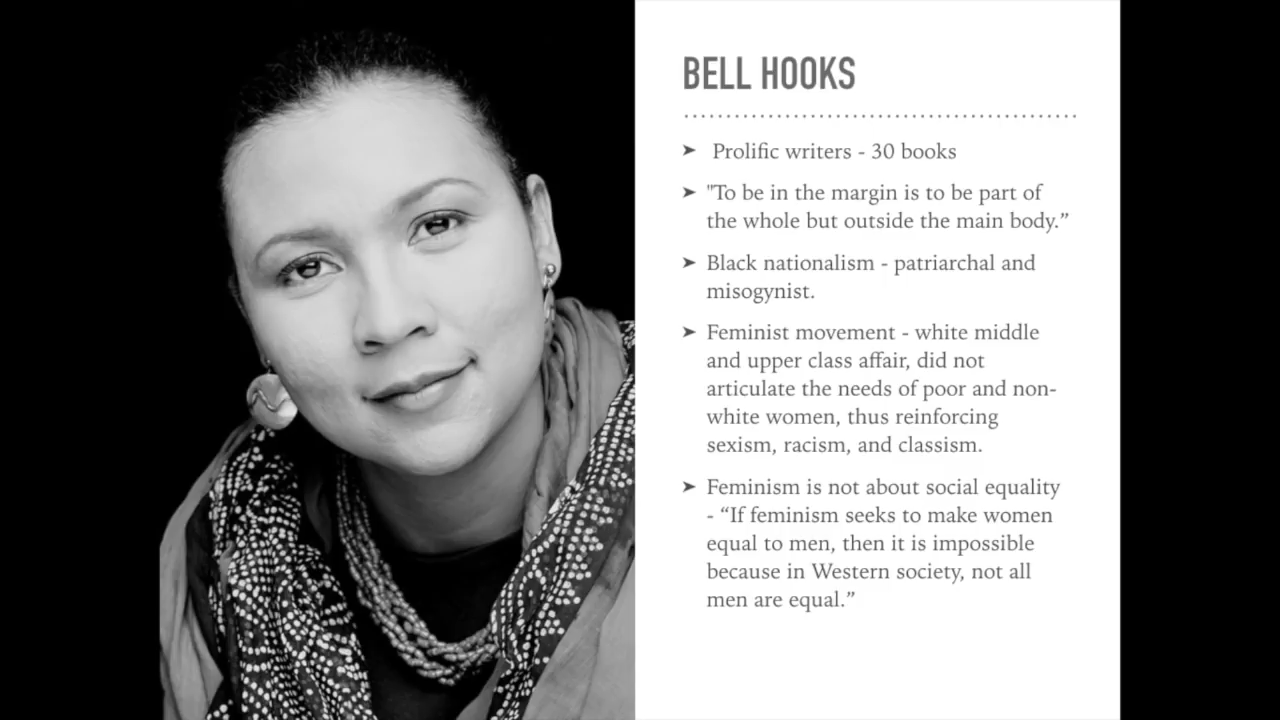 BELL HOOKS
➤ Prolific writers - 30 books
➤ "To be in the margin is to be part of
the whole but outside the main body.”
➤ Black nationalism - patriarchal and
misogynist.
➤ Feminist movement - white middle
and upper class affair, did not
articulate the needs of poor and non-
white women, thus reinforcing
sexism, racism, and classism.
➤ Feminism is not about social equality
- “If feminism seeks to make women
equal to men, then it is impossible
because in Western society, not all
men are equal.”